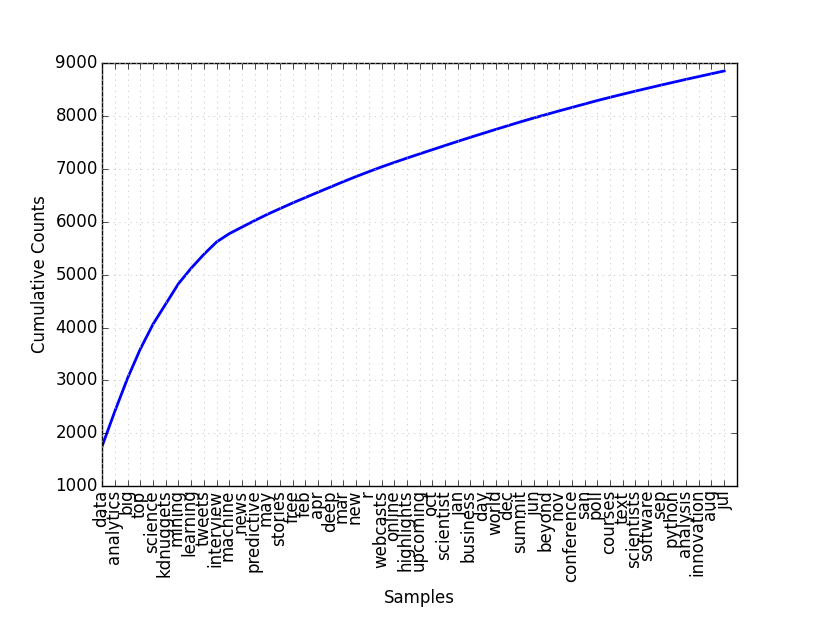 9000
8000
7000
6000
5000
4000
3000
2000
1000
Cumulative Counts
data
analytics
big
top
science
kdnuggets
mining
learning
tweets
interview
machine
news
predictive
may
stories
free
feb
apr
deep
mar
new
r
webcasts
online
highlights
upcoming
oct
scientist
jan
business
day
world
dec
summit
jun
beyond
nov
conference
san
poll
courses
text
scientists
software
sep
python
analysis
innovation
aug
jul
Samples